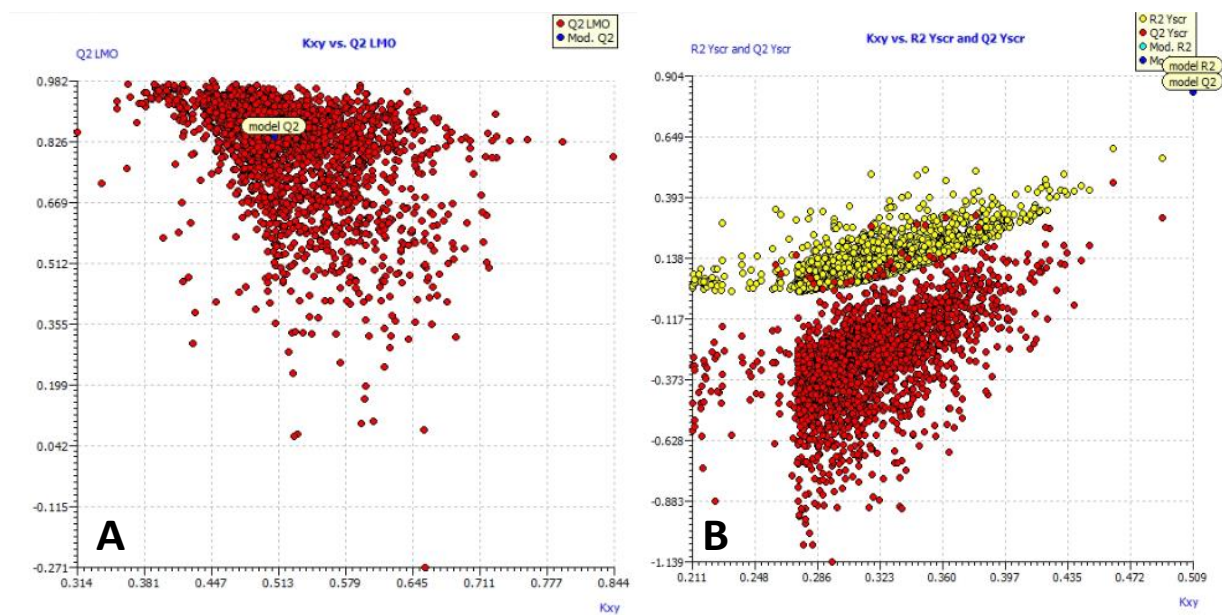 Kxy vs. Q2 LMO
Q2 LMO
Q2 LMO
Mod. Q2
0.982
0.826
0.669
0.512
0.355
0.199
0.042
-0.115
-0.271
model Q2
A
0.314 0.381 0.447 0.513 0.579 0.645 0.711 0.777 0.844
Kxy
Kxy vs. R2 Yscr and Q2 Yscr
R2 Yscr and Q2 Yscr
R2 Yscr
Q2 Yscr
Mod. R2
model R2
model Q2
0.904
0.649
0.393
0.138
-0.117
-0.373
-0.628
-0.883
-1.139
B
0.211 0.248 0.286 0.323 0.360 0.397 0.435 0.472 0.509
Kxy